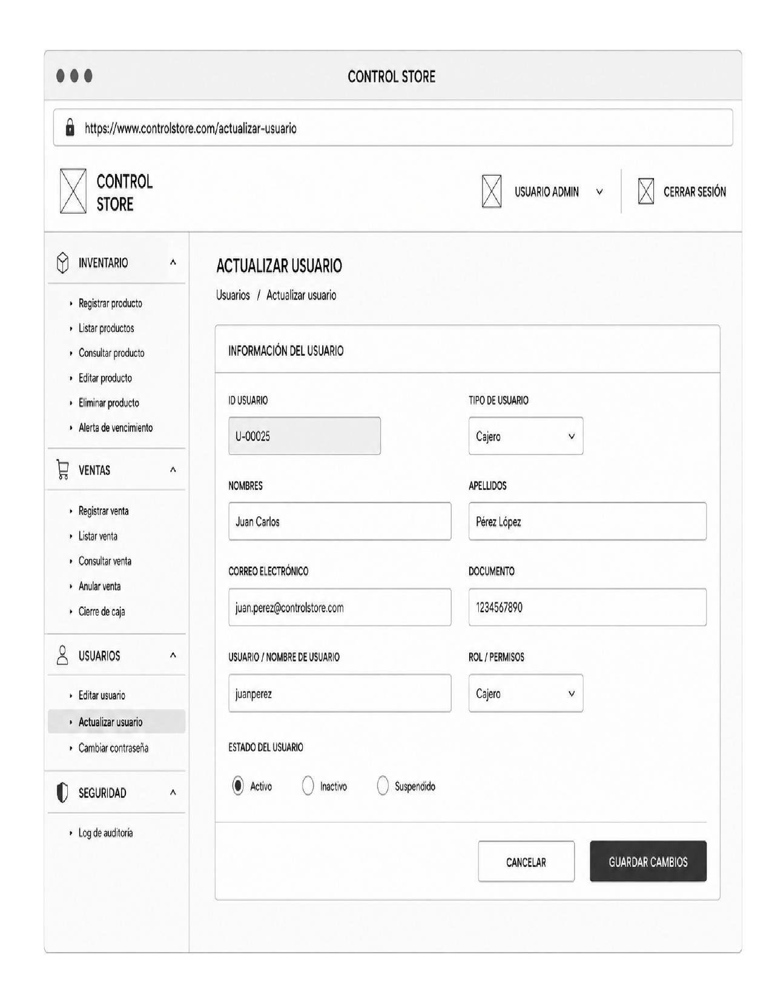 CONTROL STORE
https://www.controlstore.com/actualizar-usuario
CONTROL
STORE
USUARIO ADMIN
CERRAR SESIÓN
INVENTARIO
Registrar producto
Listar productos
Consultar producto
Editar producto
Eliminar producto
Alerta de vencimiento
VENTAS
Registrar venta
Listar venta
Consultar venta
Anular venta
Cierre de caja
USUARIOS
Editar usuario
Actualizar usuario
Cambiar contraseña
SEGURIDAD
Log de auditoría
ACTUALIZAR USUARIO
Usuarios / Actualizar usuario
INFORMACIÓN DEL USUARIO
ID USUARIO
U-00025
TIPO DE USUARIO
Cajero
NOMBRES
Juan Carlos
APELLIDOS
Pérez López
CORREO ELECTRÓNICO
juan.perez@controlstore.com
DOCUMENTO
1234567890
USUARIO / NOMBRE DE USUARIO
juanperez
ROL / PERMISOS
Cajero
ESTADO DEL USUARIO
Activo
Inactivo
Suspendido
CANCELAR
GUARDAR CAMBIOS